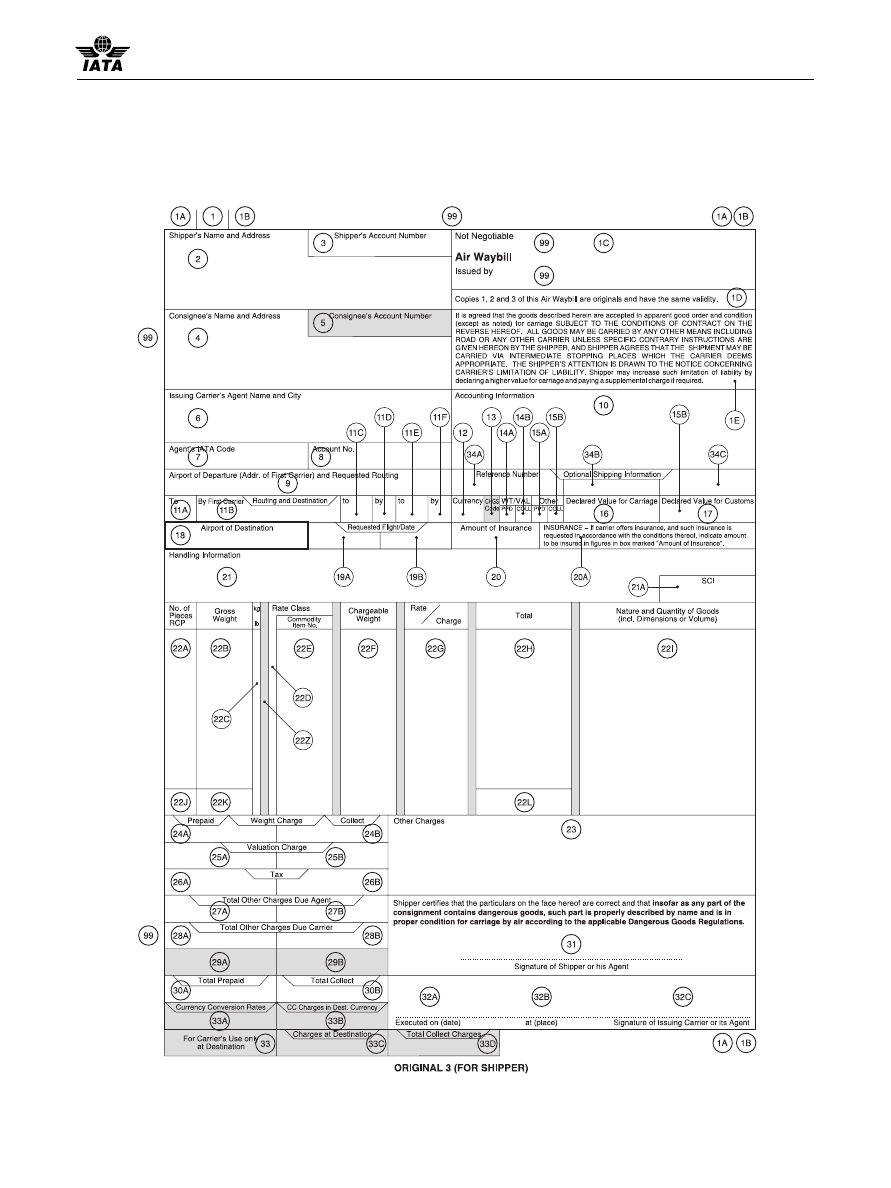 IATA
1A 1 1B 99 1A 1B
Shipper's Name and Address
2
3 Shipper's Account Number
Not Negotiable 99 1C
Air Waybill
Issued by 99
Copies 1, 2 and 3 of this Air Waybill are originals and have the same validity. 1D
99
Consignee's Name and Address
4
5 Consignee's Account Number
It is agreed that the goods described herein are accepted in apparent good order and condition
(except as noted) for carriage SUBJECT TO THE CONDITIONS OF CONTRACT ON THE
REVERSE HEREOF. ALL GOODS MAY BE CARRIED BY ANY OTHER MEANS INCLUDING
ROAD OR ANY OTHER CARRIER UNLESS SPECIFIC CONTRARY INSTRUCTIONS ARE
GIVEN HEREON BY THE SHIPPER, AND SHIPPER AGREES THAT THE SHIPMENT MAY BE
CARRIED VIA INTERMEDIATE STOPPING PLACES WHICH THE CARRIER DEEMS
APPROPRIATE. THE SHIPPER'S ATTENTION IS DRAWN TO THE NOTICE CONCERNING
CARRIER'S LIMITATION OF LIABILITY. Shipper may increase such limitation of liability by
declaring a higher value for carriage and paying a supplemental charge if required.
1E
Issuing Carrier's Agent Name and City
6
Accounting Information
10
11C 11D 11E 11F 12 13 14A 14B 15A 15B 15B
Agent's IATA Code
7
Account No.
8
34A 34B 34C
Airport of Departure (Addr. of First Carrier) and Requested Routing
9
Reference Number Optional Shipping Information
To By First Carrier Routing and Destination to by to by Currency CHGS Code WT/VAL PPD COLL Other PPD COLL Declared Value for Carriage Declared Value for Customs
11A 11B 16 17
18 Airport of Destination
Requested Flight/Date
Amount of Insurance
INSURANCE – If carrier offers insurance, and such insurance is
requested in accordance with the conditions thereof, indicate amount
to be insured in figures in box marked "Amount of Insurance".
Handling Information
21 19A 19B 20 20A
21A SCI
No. of
Pieces
RCP
Gross
Weight
kg
lb
Rate Class
Commodity
Item No.
Chargeable
Weight
Rate
Charge
Total
Nature and Quantity of Goods
(incl. Dimensions or Volume)
22A 22B 22E 22F 22G 22H 22I
22D
22C
22Z
22J 22K 22L
Prepaid Weight Charge Collect
24A 24B
Other Charges
23
Valuation Charge
25A 25B
Tax
26A 26B
Total Other Charges Due Agent
27A 27B
Shipper certifies that the particulars on the face hereof are correct and that insofar as any part of the
consignment contains dangerous goods, such part is properly described by name and is in
proper condition for carriage by air according to the applicable Dangerous Goods Regulations.
Total Other Charges Due Carrier
99 28A 28B
31
Signature of Shipper or his Agent
29A 29B
Total Prepaid Total Collect
30A 30B
32A 32B 32C
Currency Conversion Rates CC Charges in Dest. Currency
33A 33B
Executed on (date) at (place) Signature of Issuing Carrier or its Agent
For Carrier's Use only
at Destination
33
Charges at Destination
33C
Total Collect Charges
33D
1A 1B
ORIGINAL 3 (FOR SHIPPER)